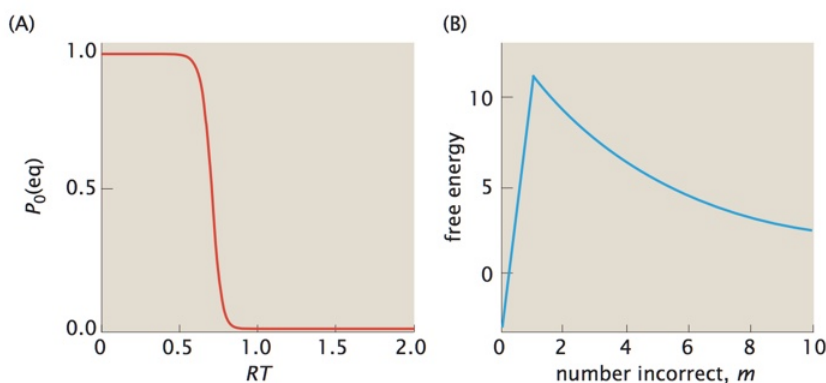 (A)
1.0
0.5
0.0
P₀(eq)
0 0.5 1.0 1.5 2.0
RT
(B)
10
5
0
free energy
0 2 4 6 8 10
number incorrect, m